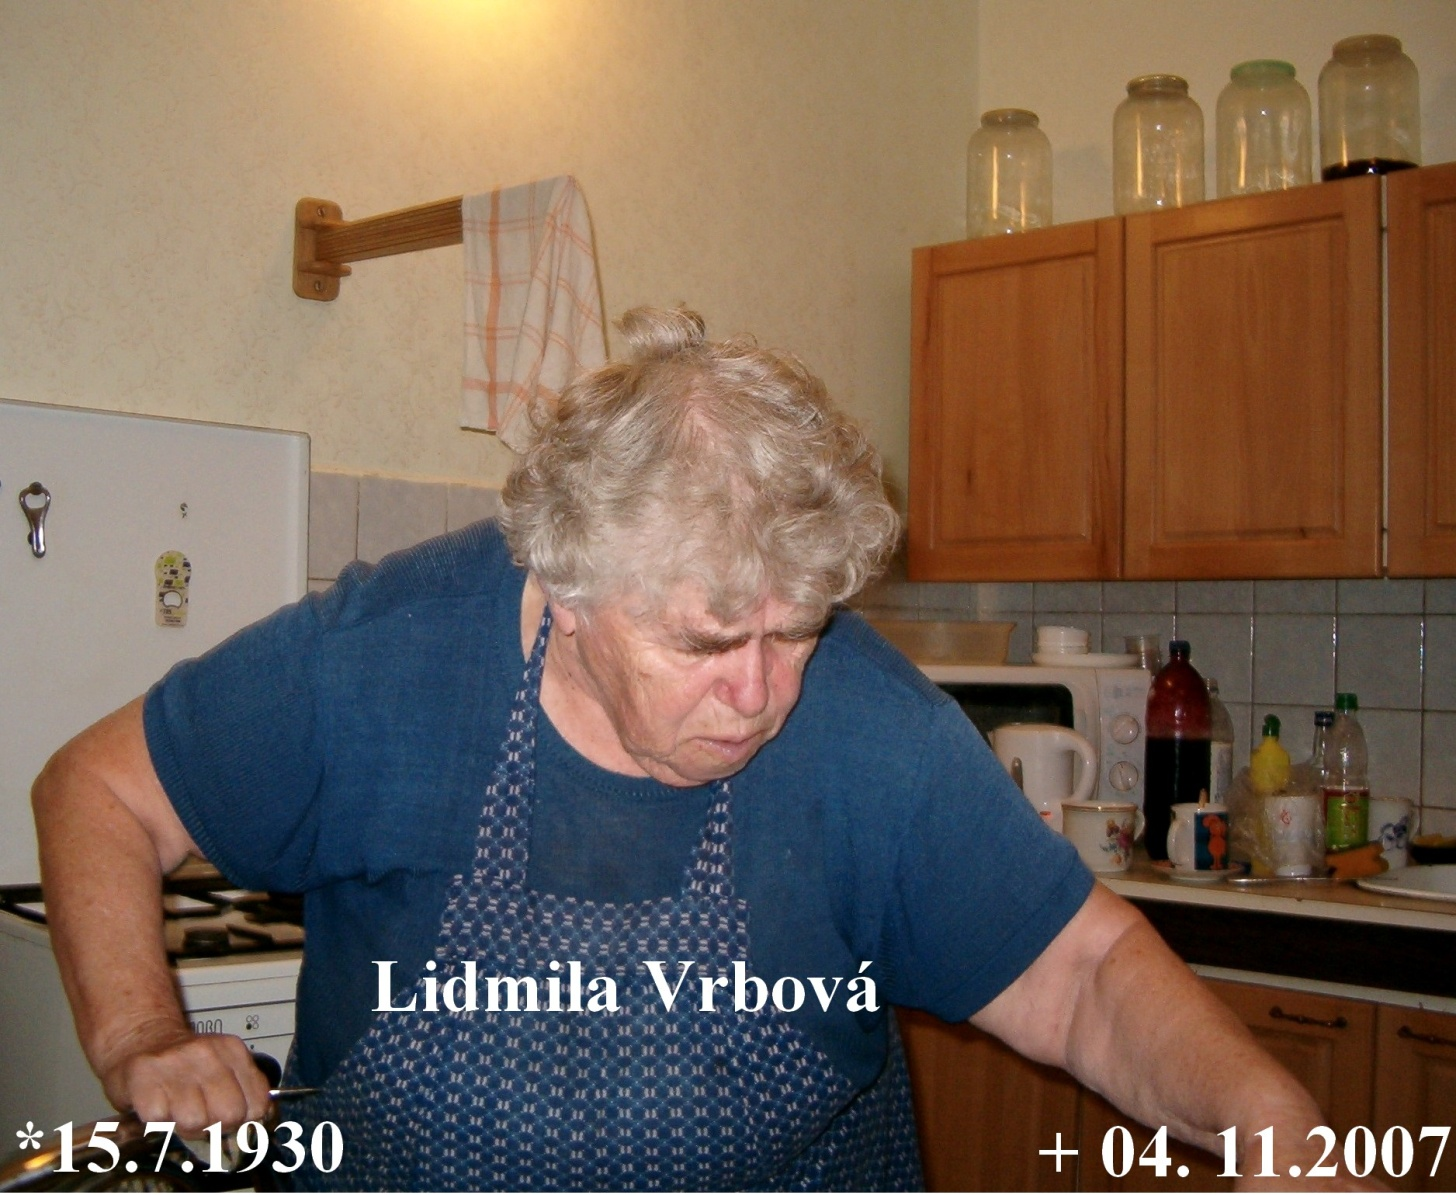 Lidmila Vrbová
*15.7.1930
+ 04. 11.2007